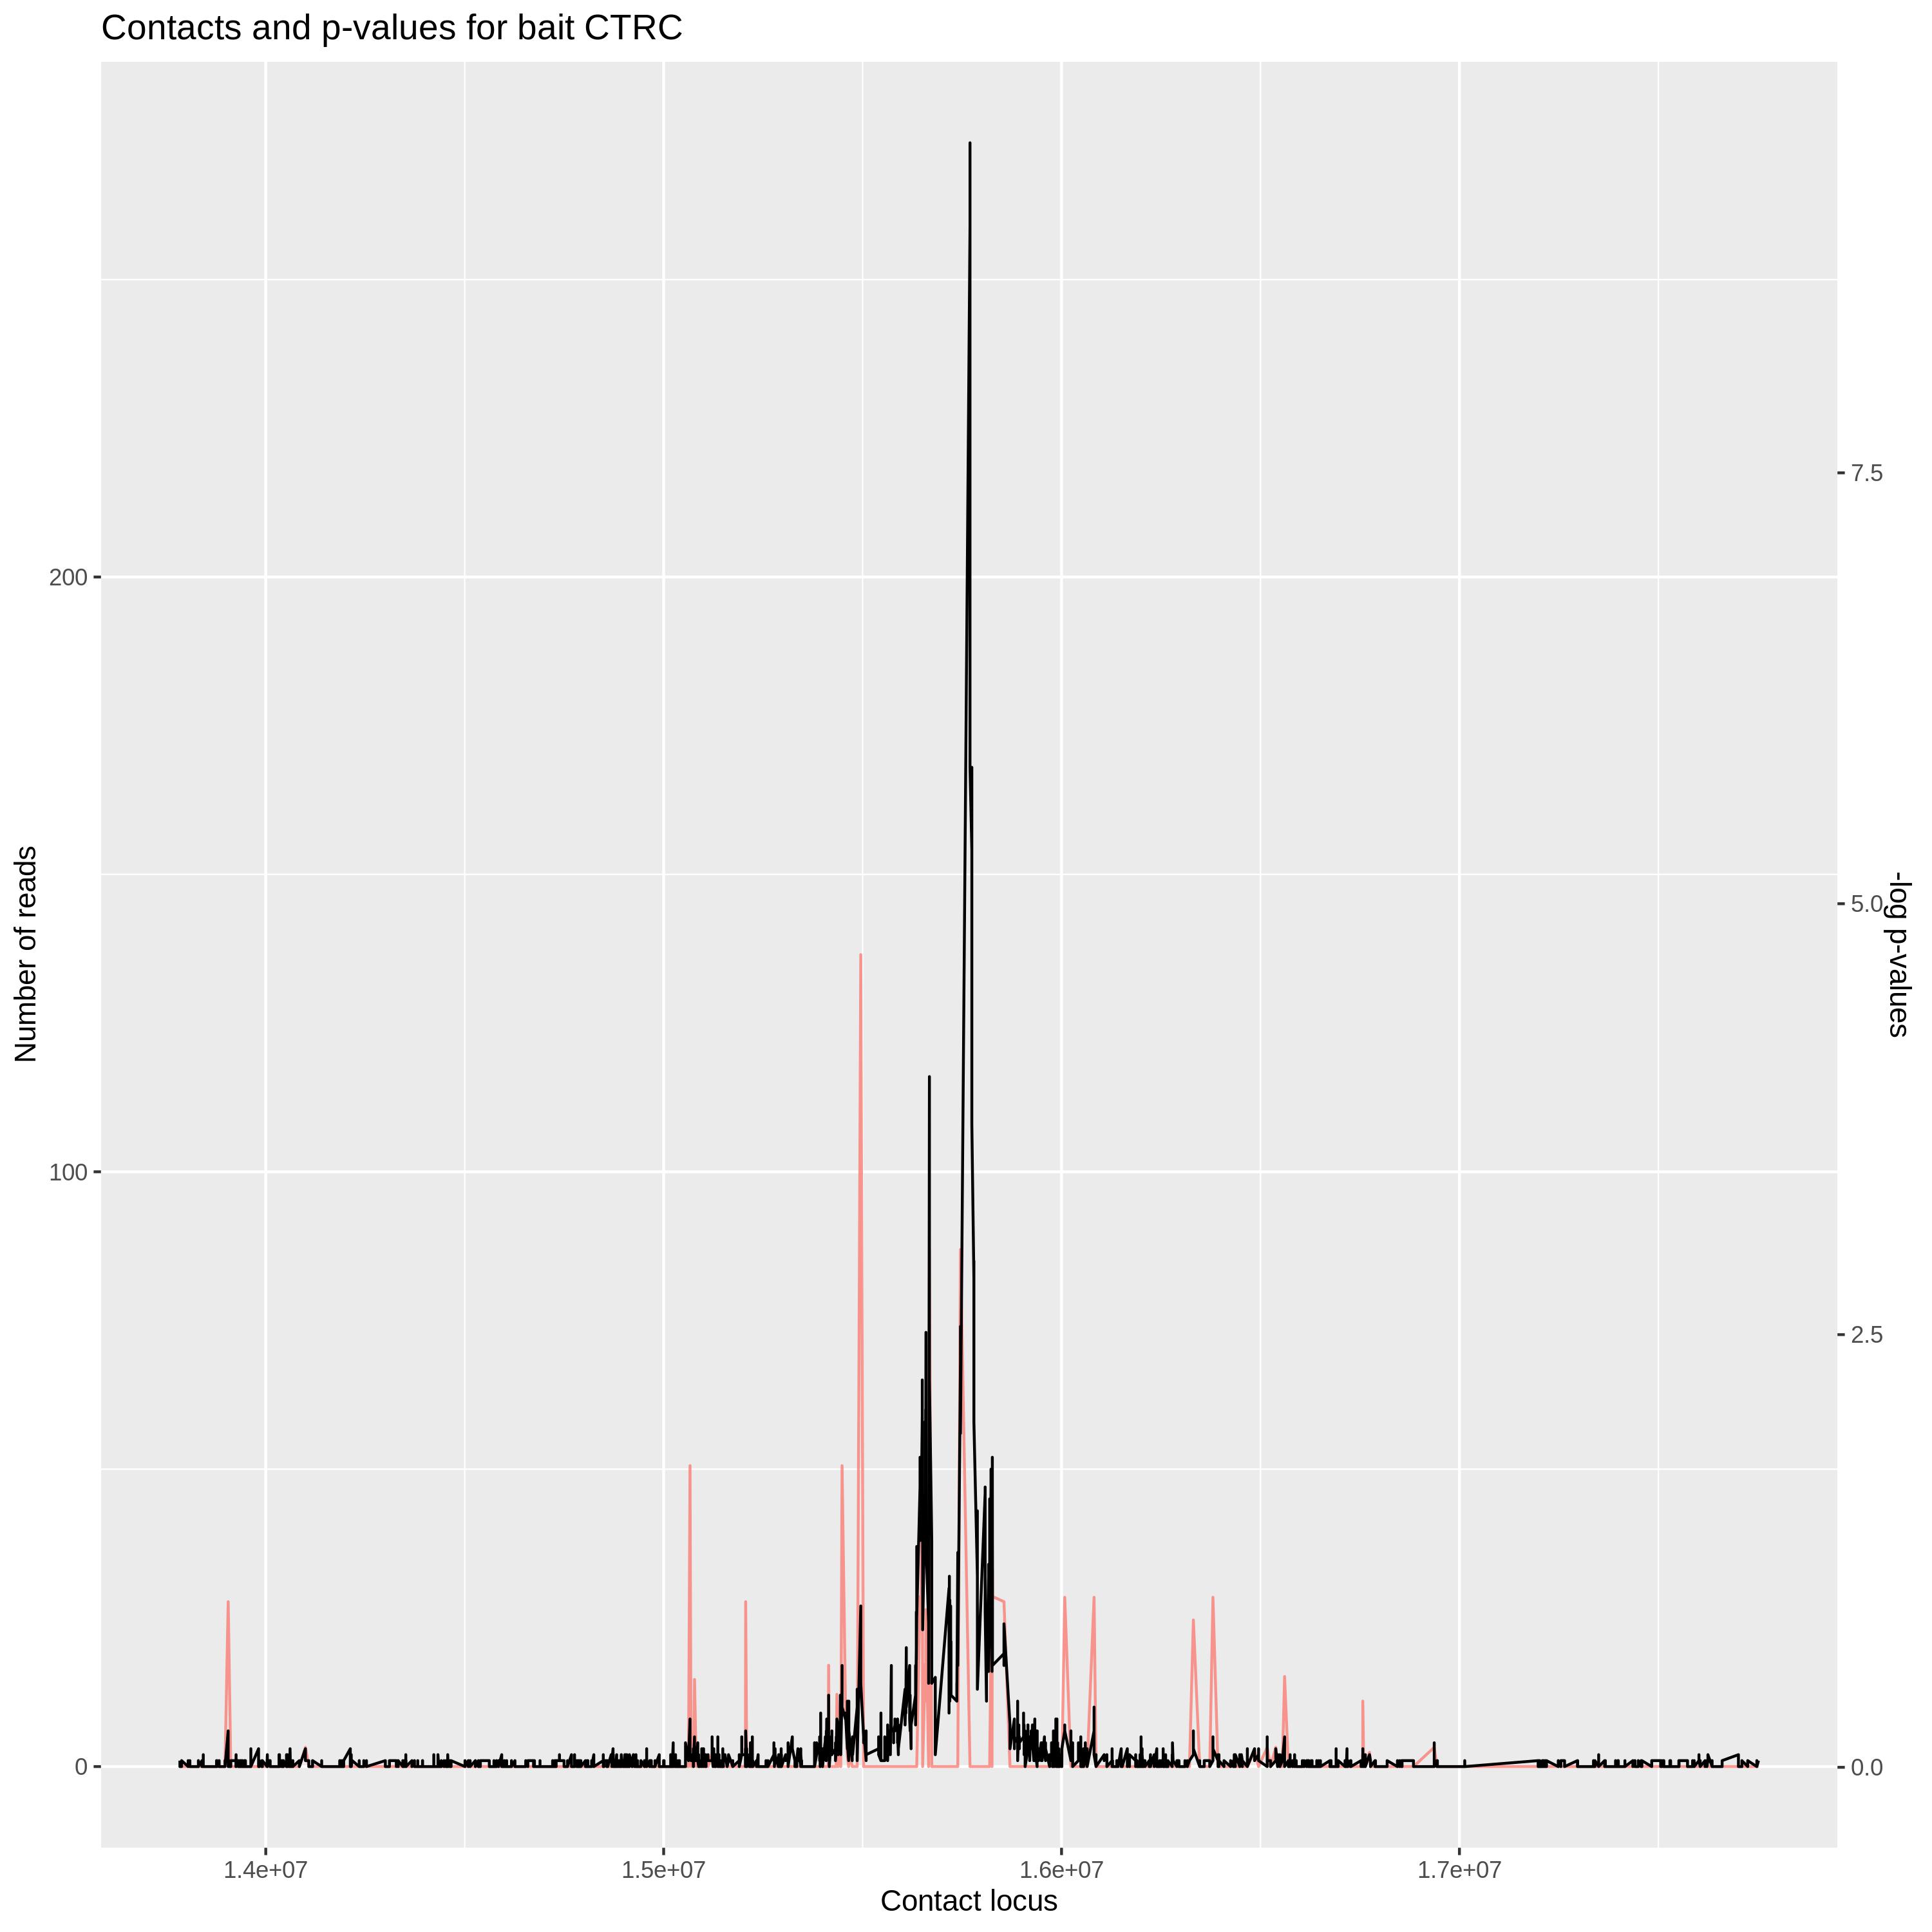 Contacts and p-values for bait CTRC
Number of reads
200
100
0
7.5
5.0
2.5
0.0
-log p-values
1.4e+07
1.5e+07
1.6e+07
1.7e+07
Contact locus